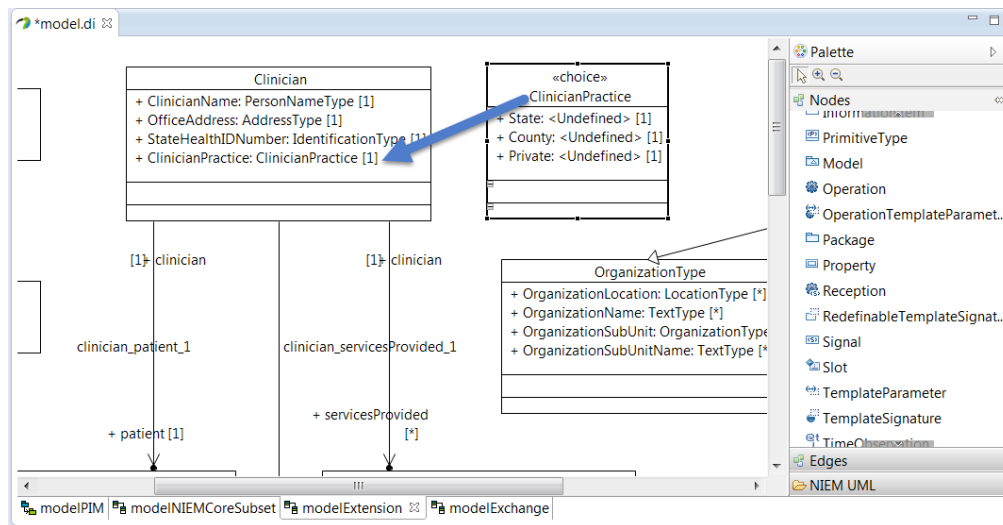 *model.di
Clinician
+ ClinicianName: PersonNameType [1]
+ OfficeAddress: AddressType [1]
+ StateHealthIDNumber: IdentificationType [1]
+ ClinicianPractice: ClinicianPractice [1]
«choice»
ClinicianPractice
+ State: <Undefined> [1]
+ County: <Undefined> [1]
+ Private: <Undefined> [1]
[1] + clinician
[1] + clinician
OrganizationType
+ OrganizationLocation: LocationType [*]
+ OrganizationName: TextType [*]
+ OrganizationSubUnit: OrganizationType
+ OrganizationSubUnitName: TextType [*
clinician_patient_1
clinician_servicesProvided_1
+ patient [1]
+ servicesProvided
[*]
Palette
Nodes
InformationItem
PrimitiveType
Model
Operation
OperationTemplateParamet..
Package
Property
Reception
RedefinableTemplateSignat..
Signal
Slot
TemplateParameter
TemplateSignature
TimeObservation
Edges
NIEM UML
modelPIM
modelNIEMCoreSubset
modelExtension
modelExchange